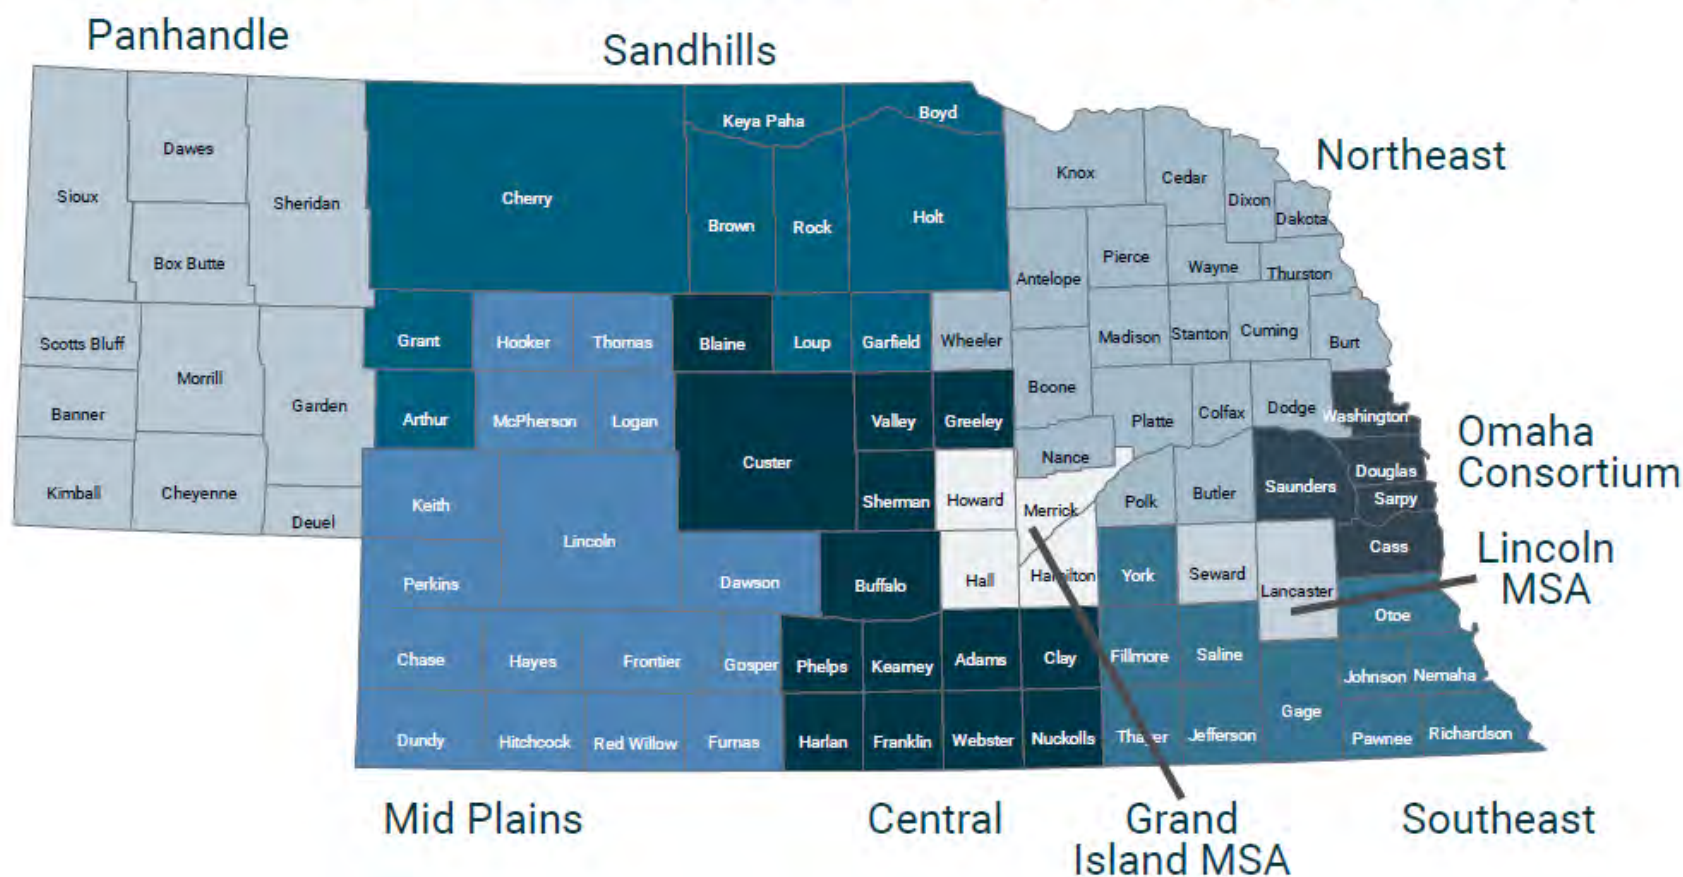 Panhandle
Sandhills
Northeast
Keya Paha
Boyd
Dawes
Knox
Cedar
Sioux
Sheridan
Cherry
Dixon
Brown
Rock
Holt
Dakota
Box Butte
Pierce
Wayne
Thurston
Antelope
Scotts Bluff
Grant
Hooker
Thomas
Blaine
Loup
Garfield
Wheeler
Madison
Stanton
Cuming
Burt
Morrill
Garden
Boone
Banner
Arthur
McPherson
Logan
Valley
Greeley
Platte
Colfax
Dodge
Washington
Omaha
Consortium
Custer
Nance
Douglas
Kimball
Cheyenne
Keith
Sherman
Howard
Merrick
Polk
Butler
Saunders
Sarpy
Deuel
Lincoln
Cass
Lincoln
MSA
Perkins
Dawson
Buffalo
Hall
Hamilton
York
Seward
Lancaster
Otoe
Chase
Hayes
Frontier
Gosper
Phelps
Kearney
Adams
Clay
Fillmore
Saline
Johnson
Nemaha
Gage
Dundy
Hitchcock
Red Willow
Furnas
Harlan
Franklin
Webster
Nuckolls
Thayer
Jefferson
Pawnee
Richardson
Mid Plains
Central
Grand
Island MSA
Southeast